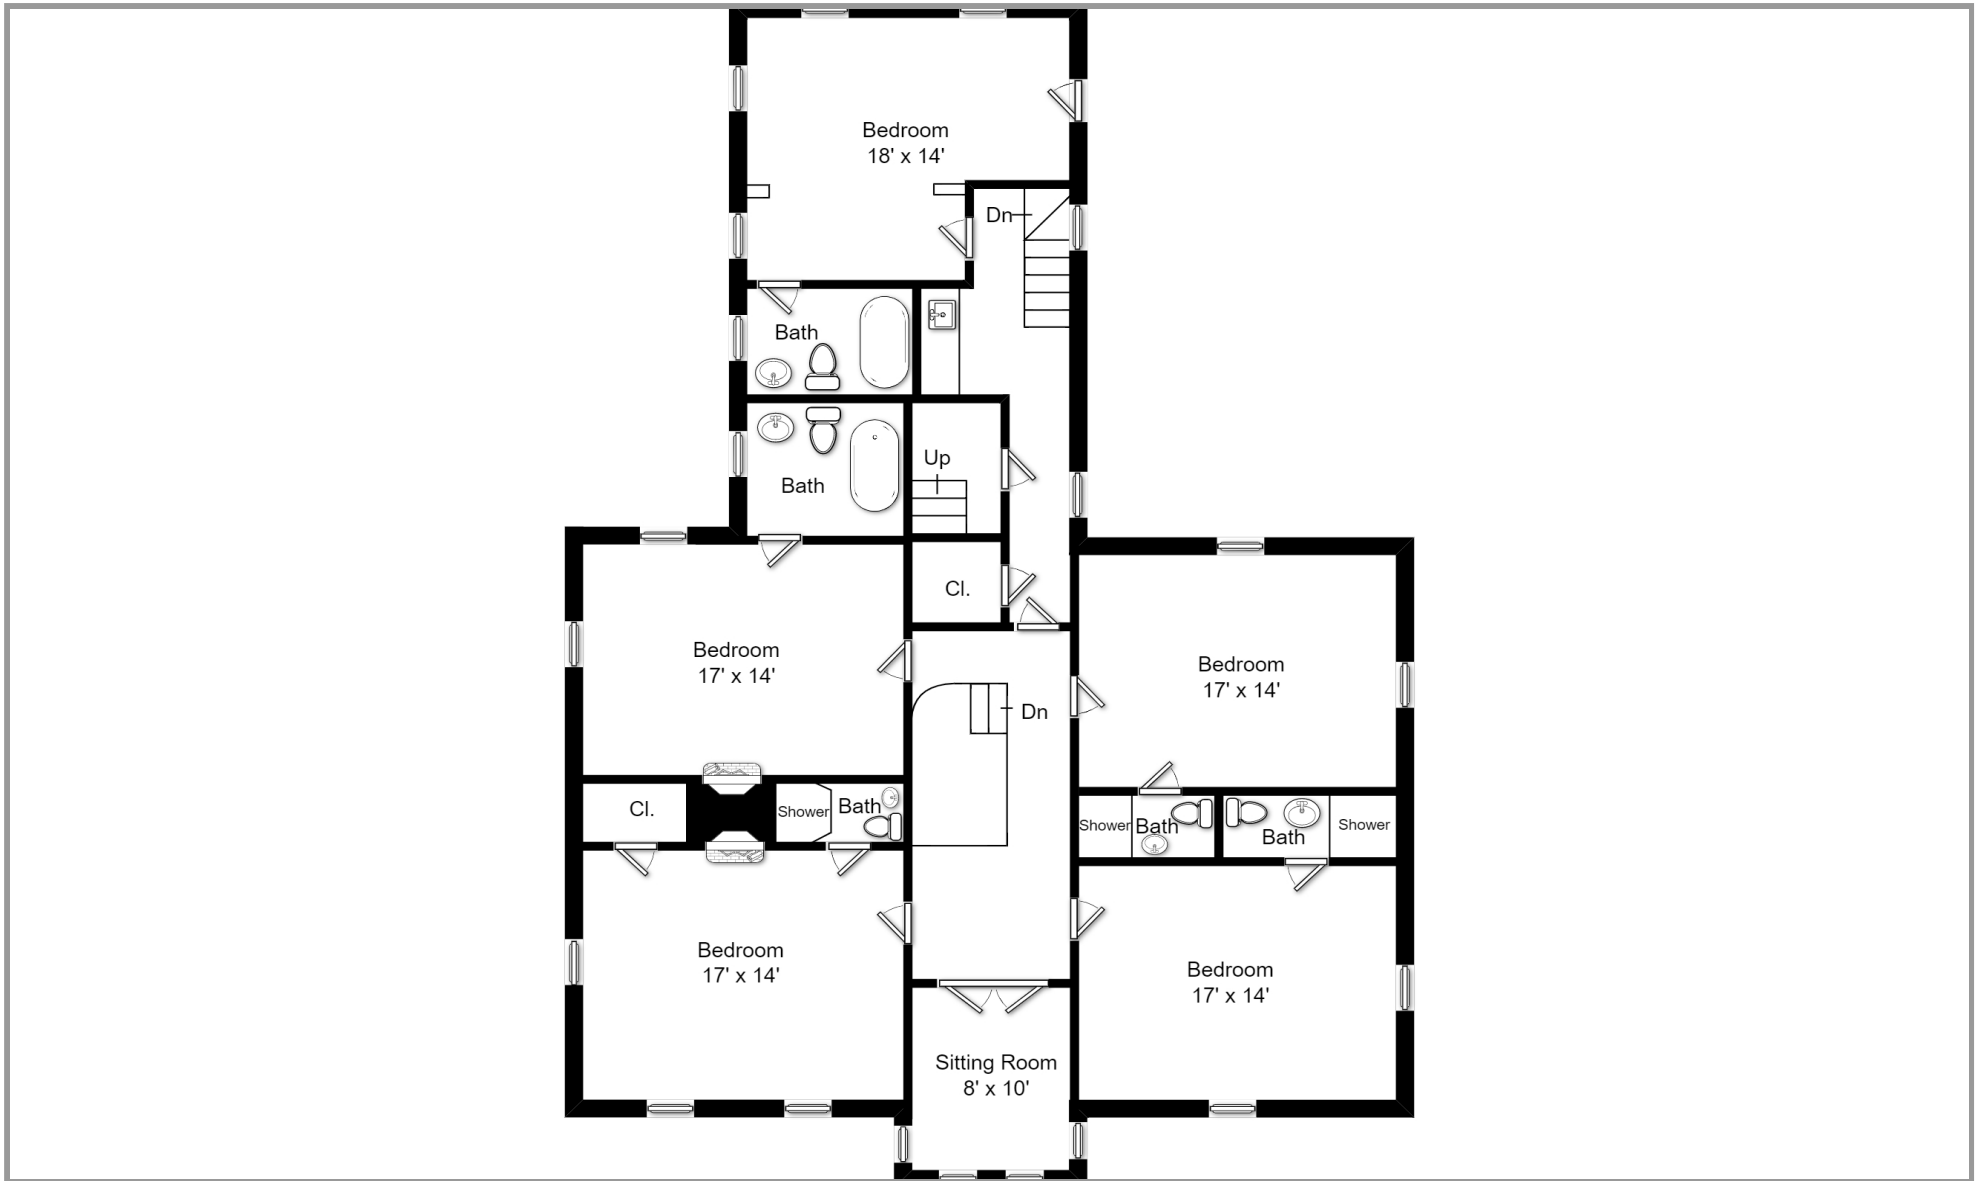 Bedroom
18' x 14'
Dn
Bath
Up
Bath
Cl.
Bedroom
17' x 14'
Bedroom
17' x 14'
Dn
Cl.
Shower
Bath
Shower
Bath
Bath
Shower
Bedroom
17' x 14'
Bedroom
17' x 14'
Sitting Room
8' x 10'